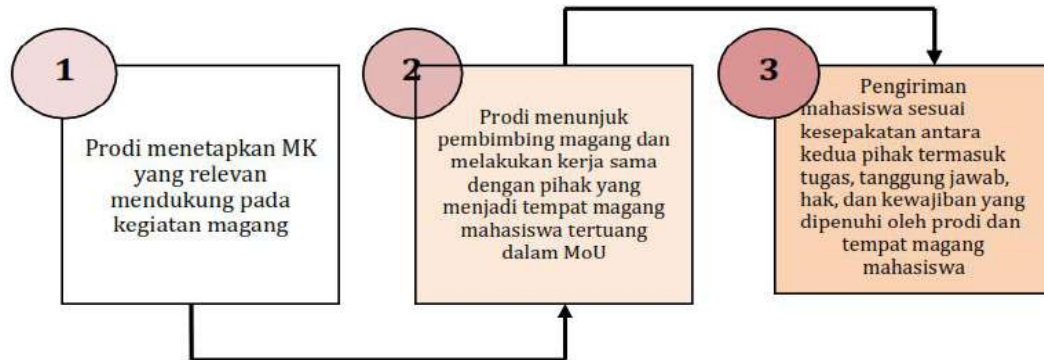 1
Prodi menetapkan MK
yang relevan
mendukung pada
kegiatan magang
2
Prodi menunjuk
pembimbing magang dan
melakukan kerja sama
dengan pihak yang
menjadi tempat magang
mahasiswa tertuang
dalam MoU
3
Pengiriman
mahasiswa sesuai
kesepakatan antara
kedua pihak termasuk
tugas, tanggung jawab,
hak, dan kewajiban yang
dipenuhi oleh prodi dan
tempat magang
mahasiswa